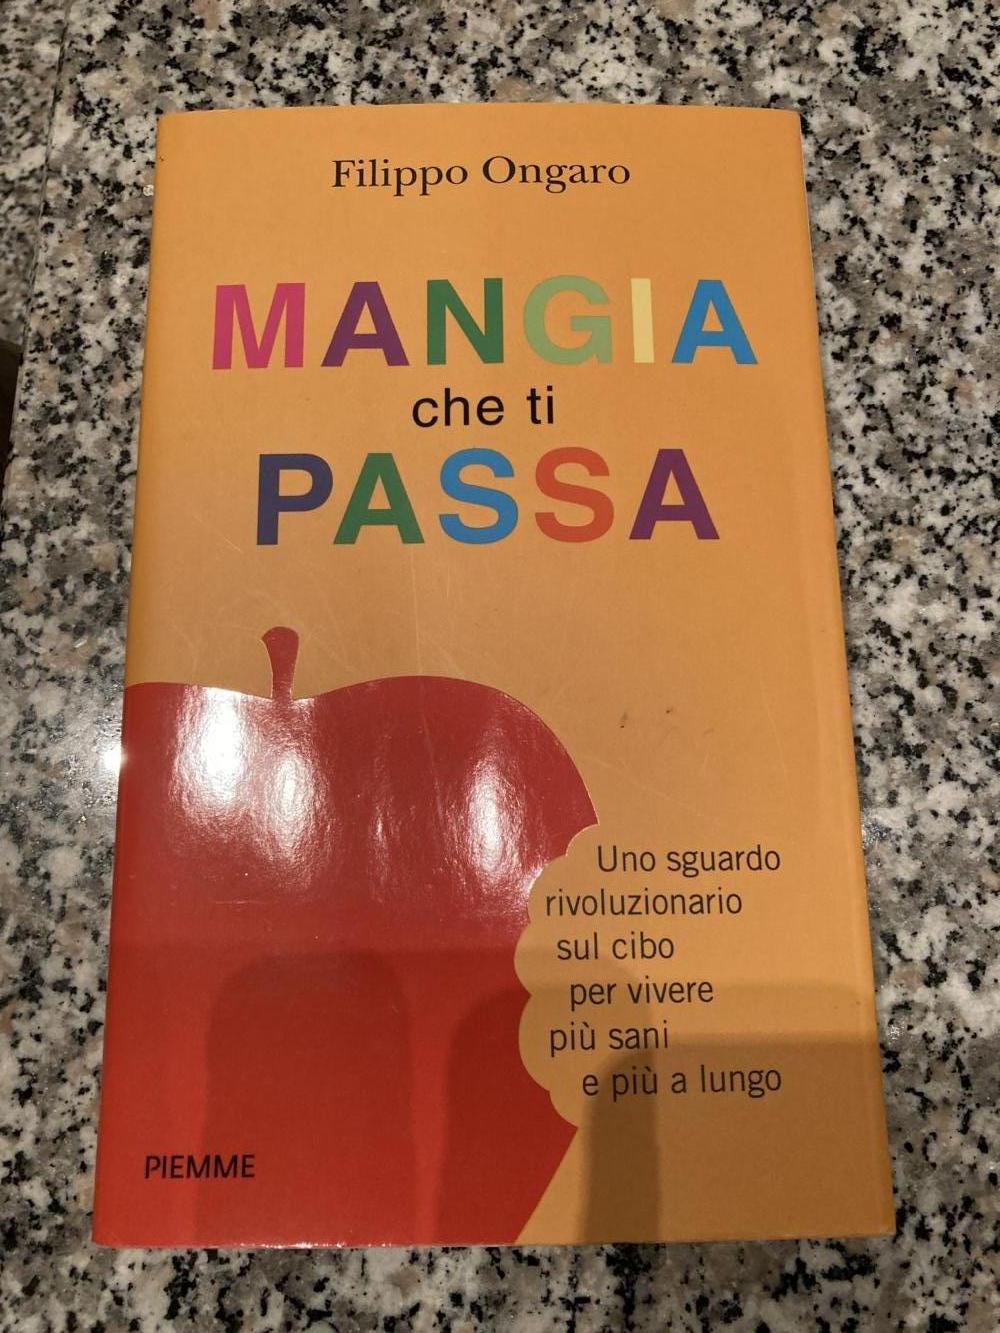 Filippo Ongaro
MANGIA
che ti
PASSA
Uno sguardo
rivoluzionario
sul cibo
per vivere
più sani
e più a lungo
PIEMME